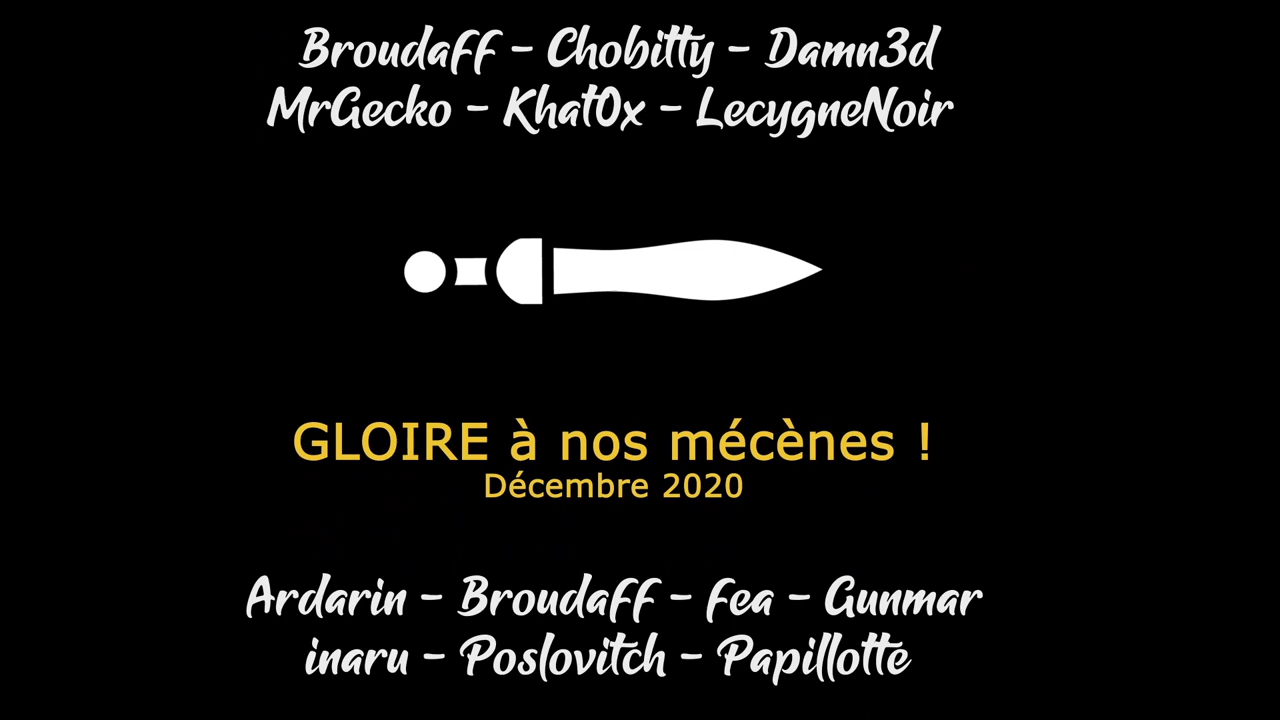 Broudaff - Chobitty - Damn3d
MrGecko - Khat0x - LecygneNoir
GLOIRE à nos mécènes !
Décembre 2020
Ardarin - Broudaff - Fea - Gunmar
inaru - Poslovitch - Papillotte